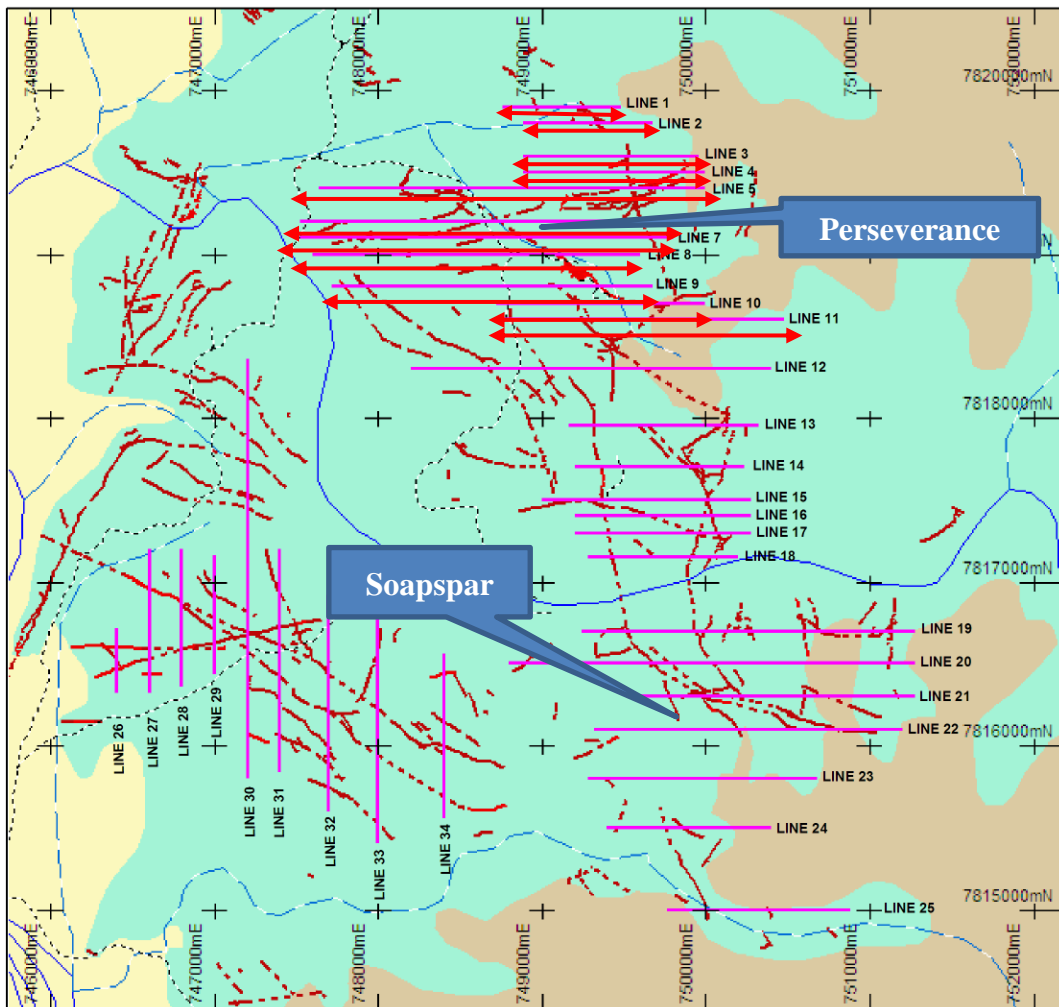 746000mE
747000mE
748000mE
749000mE
750000mE
751000mE
752000mE
7820000mN
LINE 1
LINE 2
LINE 3
LINE 4
LINE 5
Perseverance
LINE 7
LINE 8
LINE 9
LINE 10
LINE 11
LINE 12
7818000mN
LINE 13
LINE 14
LINE 15
LINE 16
LINE 17
LINE 18
7817000mN
Soapspar
LINE 19
LINE 20
LINE 21
LINE 22
7816000mN
LINE 23
LINE 24
LINE 26
LINE 27
LINE 28
LINE 29
LINE 30
LINE 31
LINE 32
LINE 33
LINE 34
7815000mN
LINE 25
746000mE
747000mE
748000mE
749000mE
750000mE
751000mE
752000mE